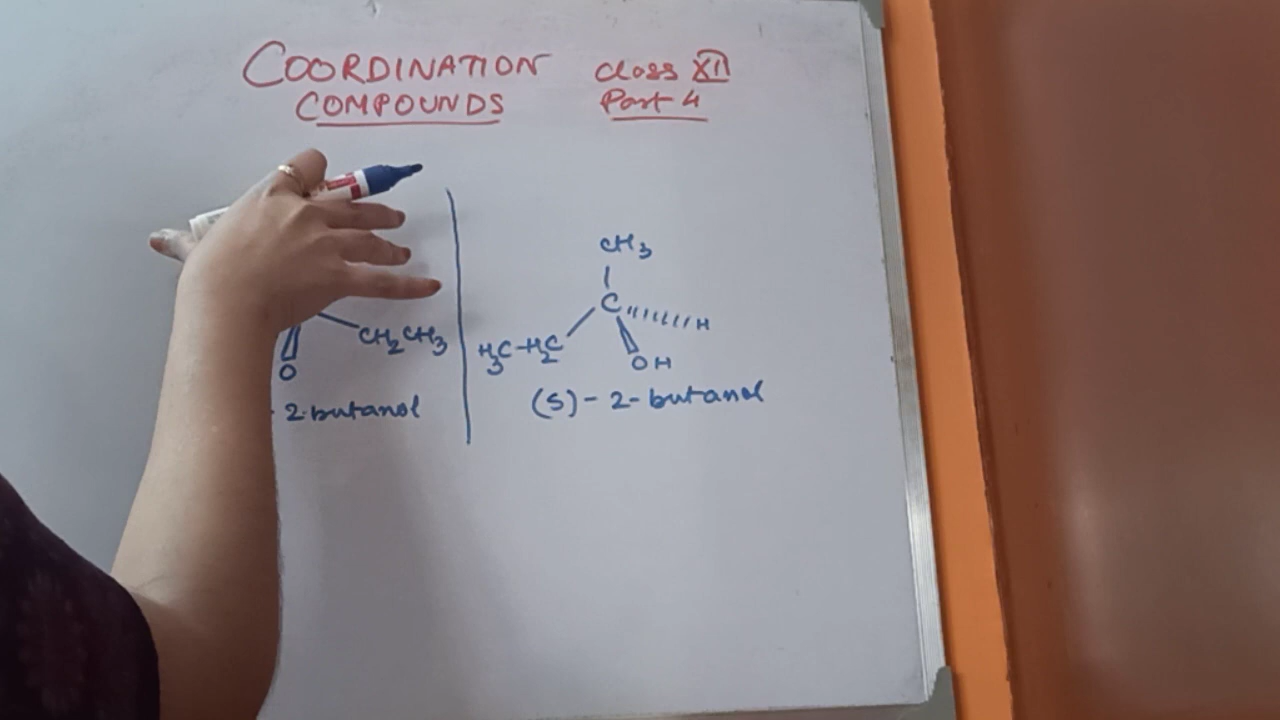 COORDINATION Class XII
COMPOUNDS Part 4
CH3
C H
CH2CH3 H3C-H2C
O OH
- 2-butanol (S)- 2- butanol